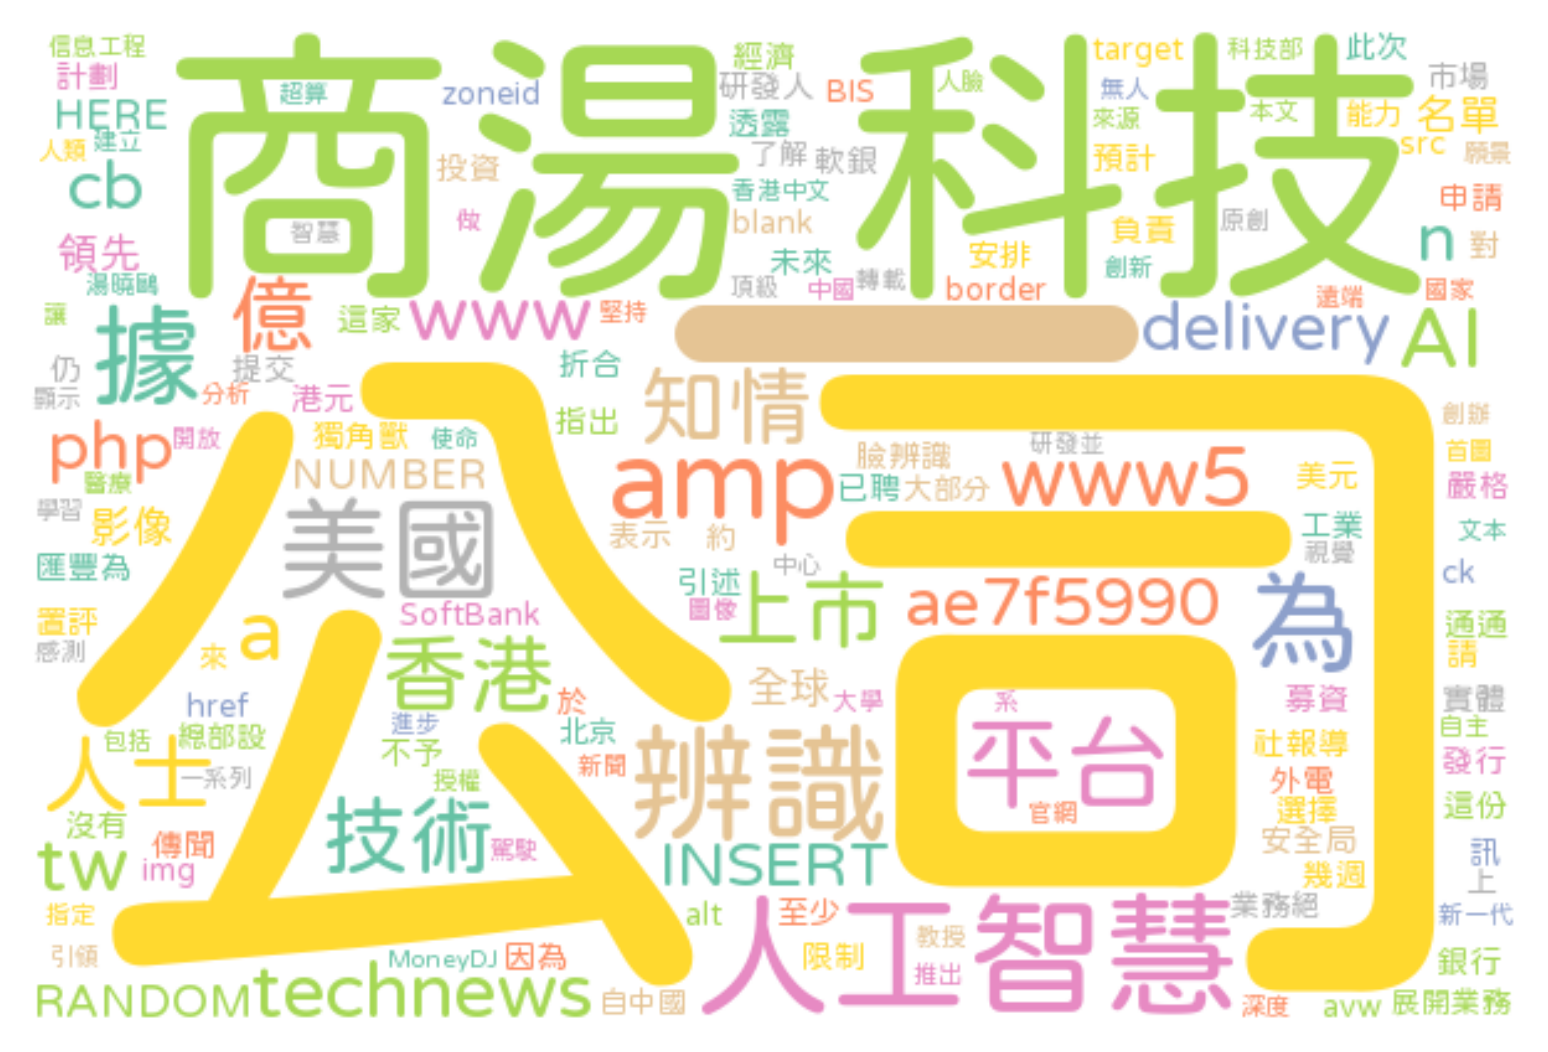 信息工程
計劃
HERE
人類 建立
cb
領先
湯曉鷗
讓
據
億
這家
www
堅持
仍
提交
顯示
分析
港元
php
開放
獨角獸
使命
醫療
NUMBER
學習
影像
美國
匯豐為
置評
SoftBank
感測
來
a
香港
href
進步
於
包括
總部設
不予
北京
人士
一系列
授權
新聞
沒有
技術
駕駛
tw
傳聞
img
指定
引領
MoneyDJ
因為
RANDOM
technews
自中國
商湯科技
超算
智慧
zoneid
投資
做
經濟
研發人
BIS
透露
了解
軟銀
香港中文
blank
未來
頂級
中國
轉載
人臉
target
科技部
此次
無人
市場
來源
本文
能力
名單
src
願景
預計
申請
負責
原創
n
對
安排
創新
border
遠端
國家
一
delivery
AI
折合
指出
知情
公司
創辦
臉辨識
研發並
首圖
amp
已聘
大部分
www5
美元
嚴格
表示
約
工業
文本
中心
視覺
引述
圖像
上市
ae7f5990
為
ck
通通
請
全球
大學
系
募資
實體
自主
辨識
平台
社報導
發行
外電
官網
選擇
這份
安全局
INSERT
幾週
訊
上
alt
至少
人工智慧
業務絕
新一代
限制
教授
推出
銀行
深度
avw
展開業務